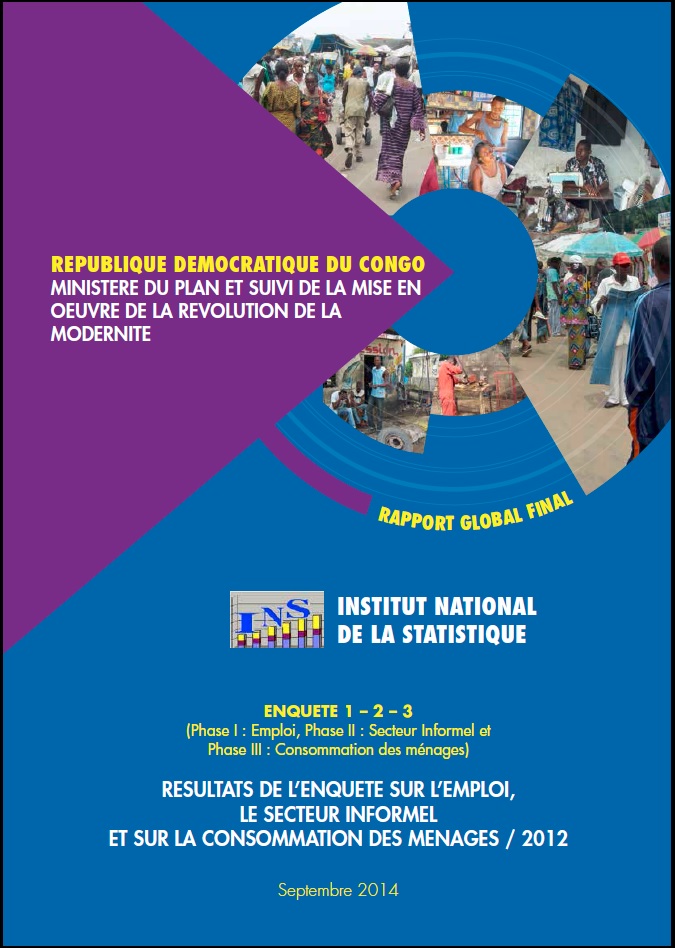 REPUBLIQUE DEMOCRATIQUE DU CONGO
MINISTERE DU PLAN ET SUIVI DE LA MISE EN
OEUVRE DE LA REVOLUTION DE LA
MODERNITE
RAPPORT GLOBAL FINAL
INS
INSTITUT NATIONAL
DE LA STATISTIQUE
ENQUETE 1 – 2 – 3
(Phase I : Emploi, Phase II : Secteur Informel et
Phase III : Consommation des ménages)
RESULTATS DE L’ENQUETE SUR L’EMPLOI,
LE SECTEUR INFORMEL
ET SUR LA CONSOMMATION DES MENAGES / 2012
Septembre 2014